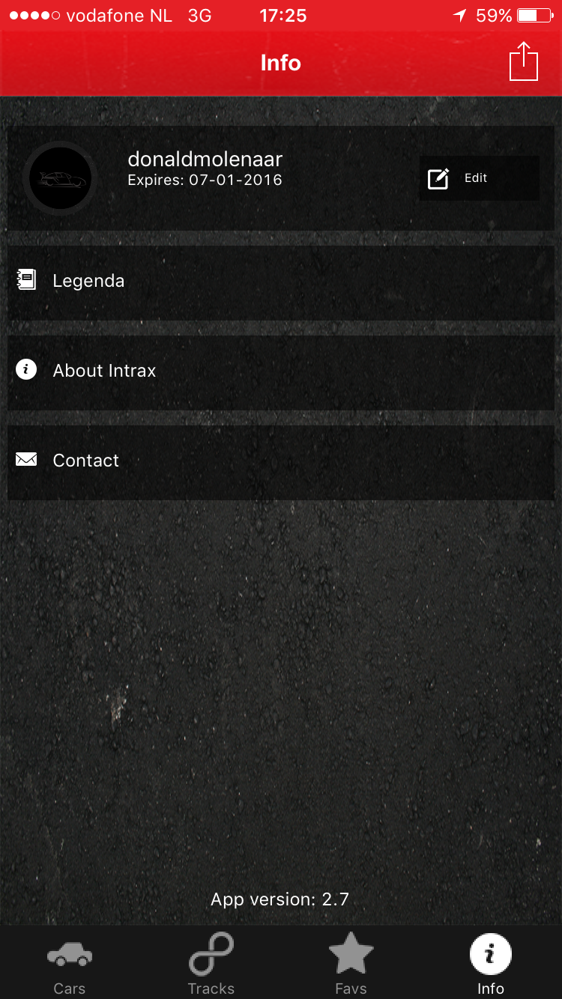 vodafone NL 3G 17:25 59%
Info
donaldmolenaar
Expires: 07-01-2016
Edit
Legenda
About Intrax
Contact
App version: 2.7
Cars Tracks Favs Info